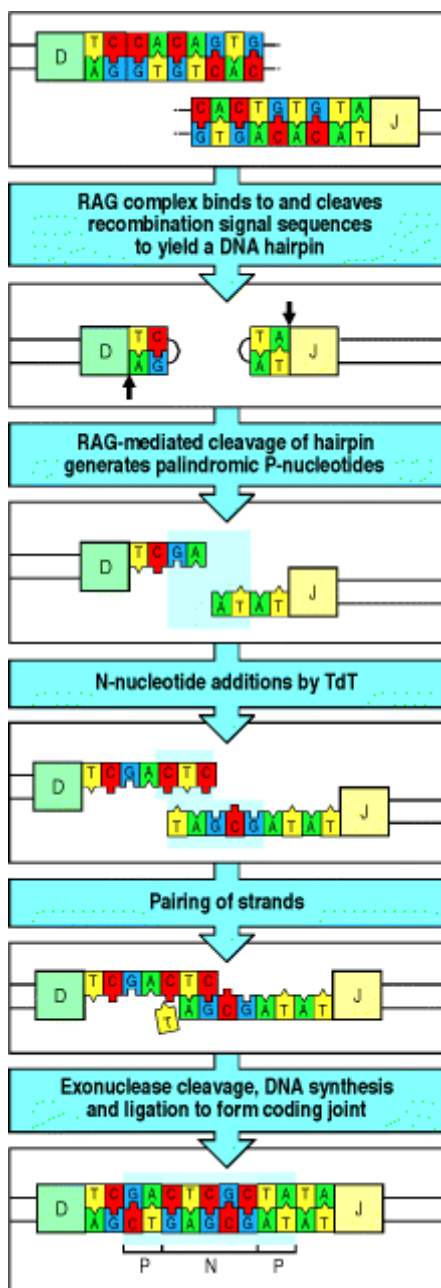 D T C C A C A G T G
A G G T G T C A C
C A C T G T G T A J
G T G A C A C A T
RAG complex binds to and cleaves
recombination signal sequences
to yield a DNA hairpin
D T C T A J
A G A T
RAG-mediated cleavage of hairpin
generates palindromic P-nucleotides
D T C G A
A T A T J
N-nucleotide additions by TdT
D T C G A C T C
T A G C G A T A T J
Pairing of strands
D T C G A C T C J
T A G C G A T A T
Exonuclease cleavage, DNA synthesis
and ligation to form coding joint
D T C G A C T C G C T A T A J
A G C T G A G C G A T A T
P N P